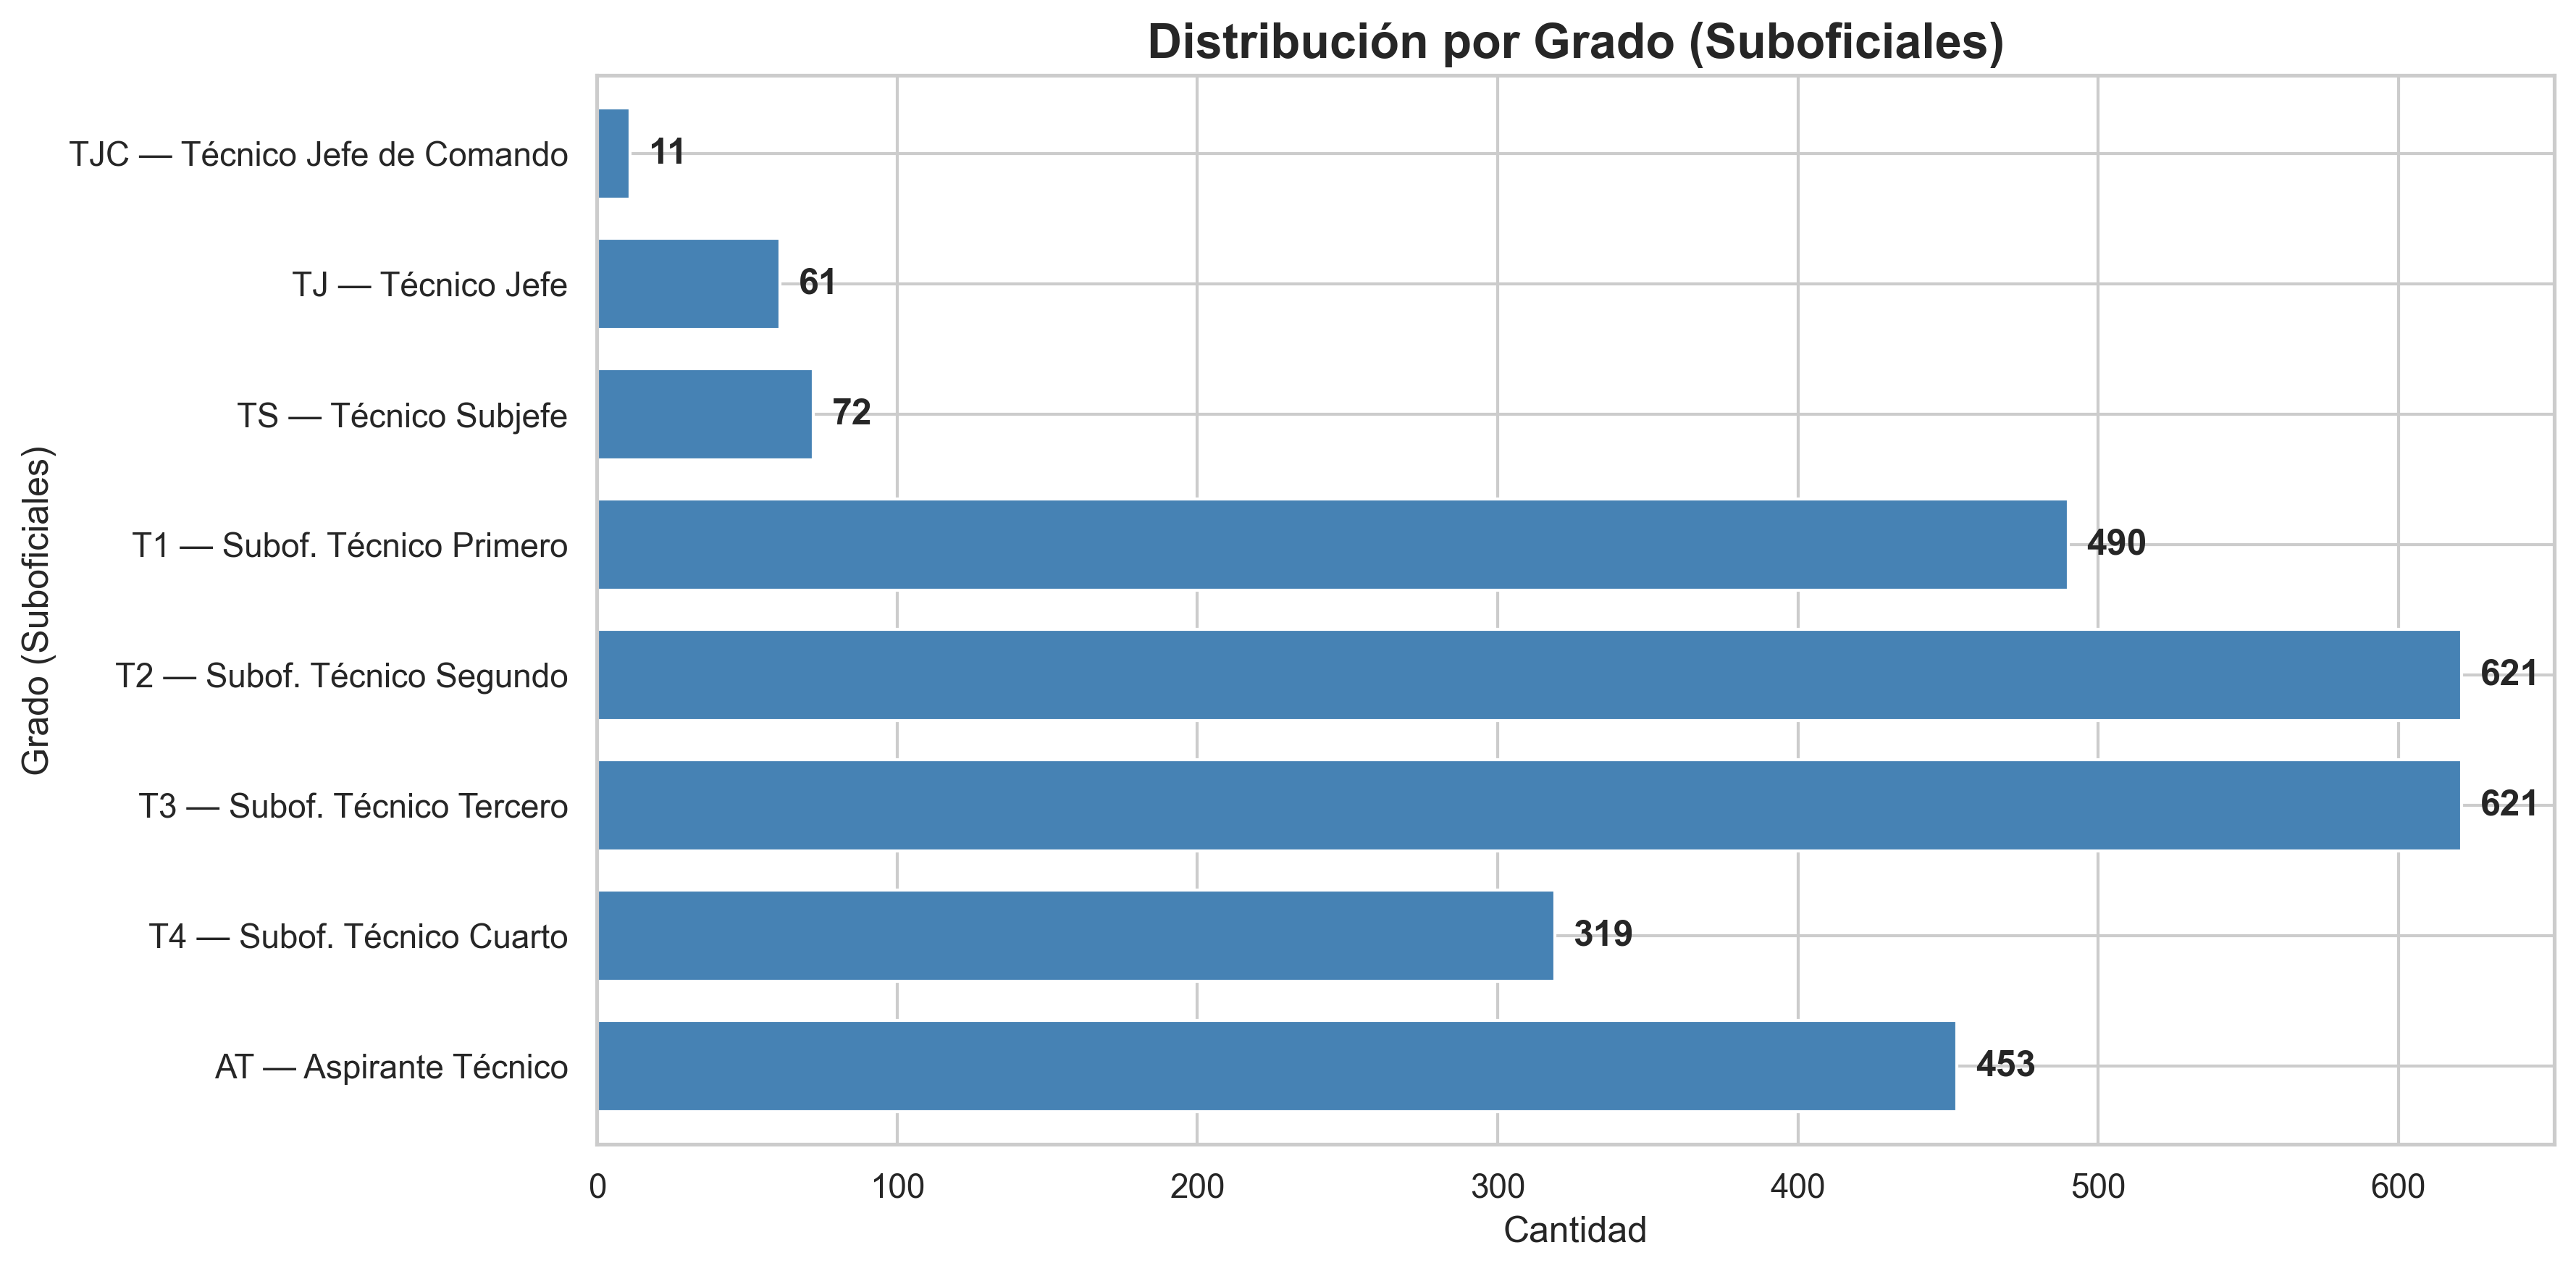 Distribución por Grado (Suboficiales)
Grado (Suboficiales)
TJC — Técnico Jefe de Comando
11
TJ — Técnico Jefe
61
TS — Técnico Subjefe
72
T1 — Subof. Técnico Primero
490
T2 — Subof. Técnico Segundo
621
T3 — Subof. Técnico Tercero
621
T4 — Subof. Técnico Cuarto
319
AT — Aspirante Técnico
453
0 100 200 300 400 500 600
Cantidad